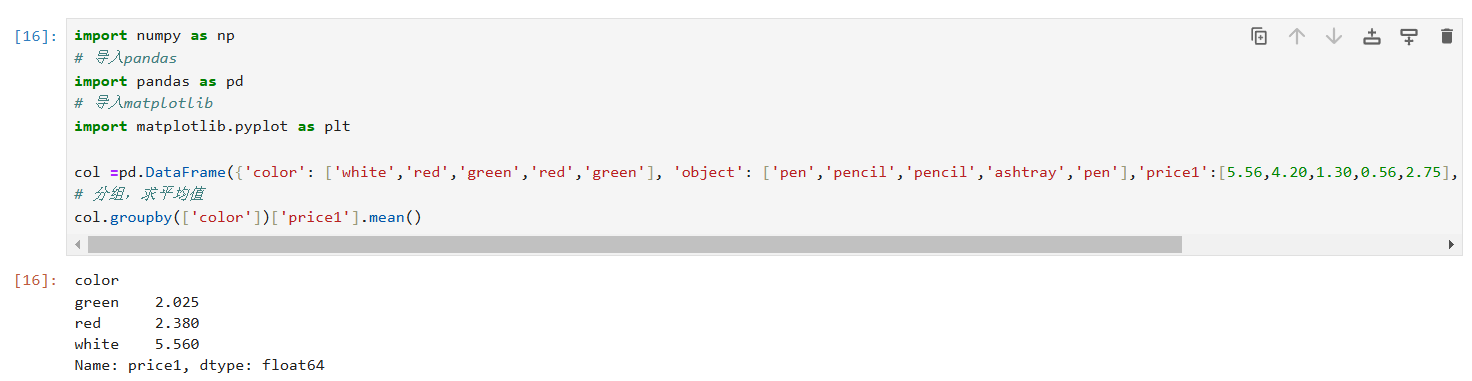 [16]:
import numpy as np
# 导入pandas
import pandas as pd
# 导入matplotlib
import matplotlib.pyplot as plt
col =pd.DataFrame({'color': ['white','red','green','red','green'], 'object': ['pen','pencil','pencil','ashtray','pen'],'price1':[5.56,4.20,1.30,0.56,2.75],
# 分组，求平均值
col.groupby(['color'])['price1'].mean()
[16]:
color
green    2.025
red      2.380
white    5.560
Name: price1, dtype: float64